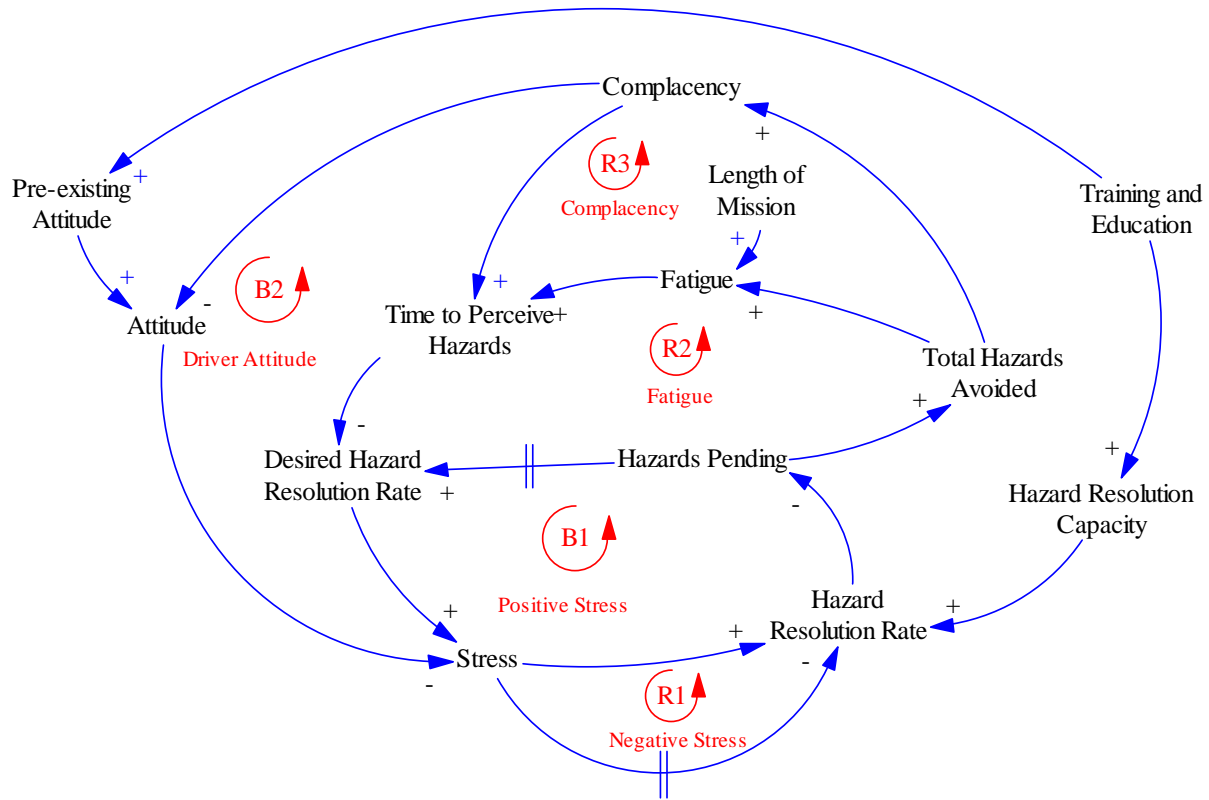 Complacency
+
R3
Complacency
Length of
Mission
+
Pre-existing
Attitude
+
Training and
Education
+
Attitude
-
B2
Driver Attitude
Fatigue
+
+
Time to Perceive+
Hazards
R2
Fatigue
Total Hazards
Avoided
+
-
Desired Hazard
Resolution Rate
+
Hazards Pending
-
+
Hazard Resolution
Capacity
B1
Positive Stress
Hazard
Resolution Rate
+
+
+
-
Stress
-
R1
Negative Stress